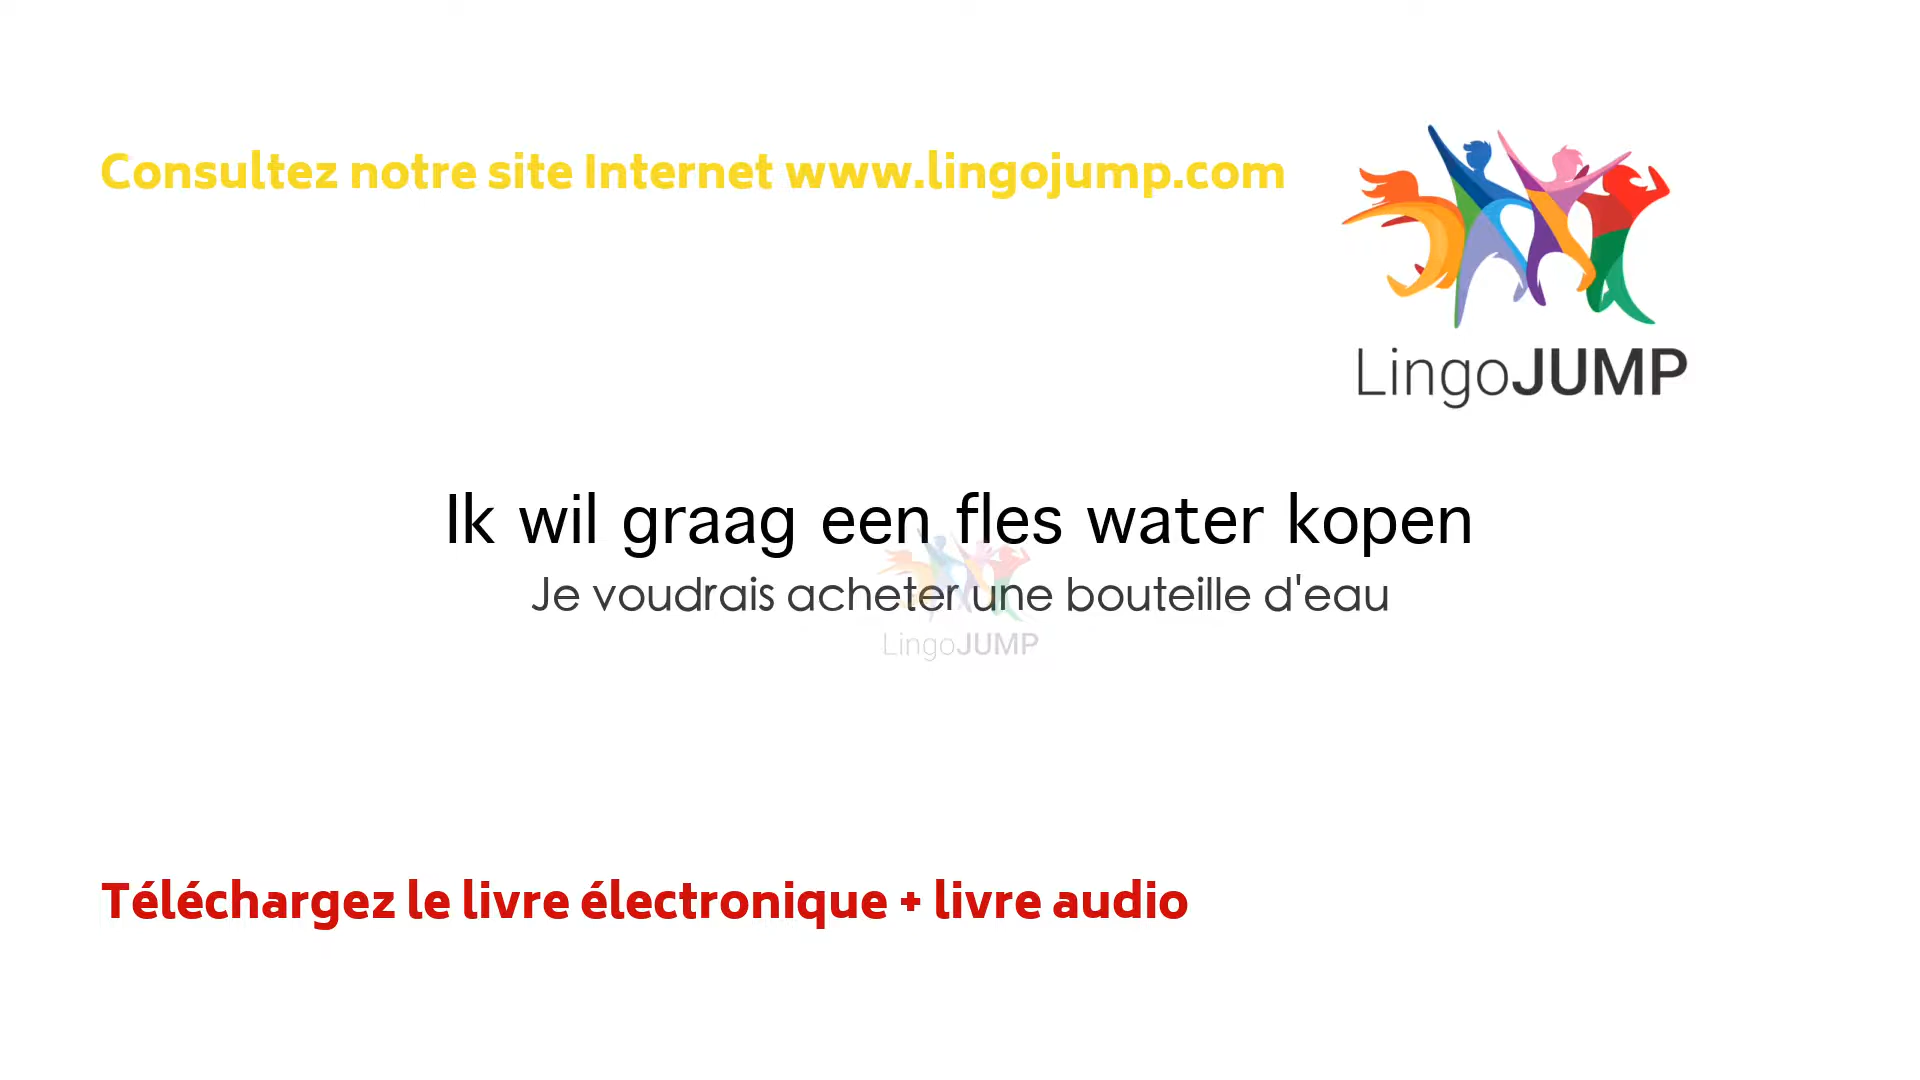 Consultez notre site Internet www.lingojump.com
LingoJUMP
Ik wil graag een fles water kopen
Je voudrais acheter une bouteille d'eau
LingoJUMP
Téléchargez le livre électronique + livre audio